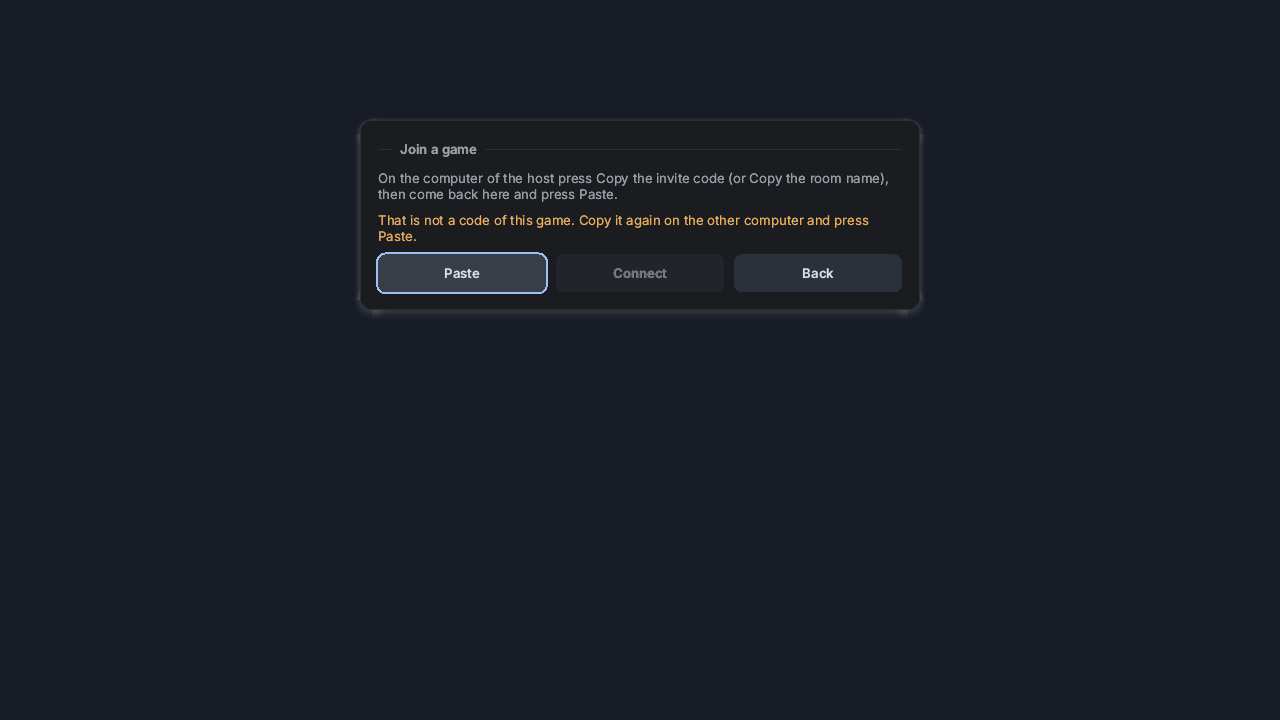 Join a game
On the computer of the host press Copy the invite code (or Copy the room name),
then come back here and press Paste.
That is not a code of this game. Copy it again on the other computer and press
Paste.
Paste
Connect
Back